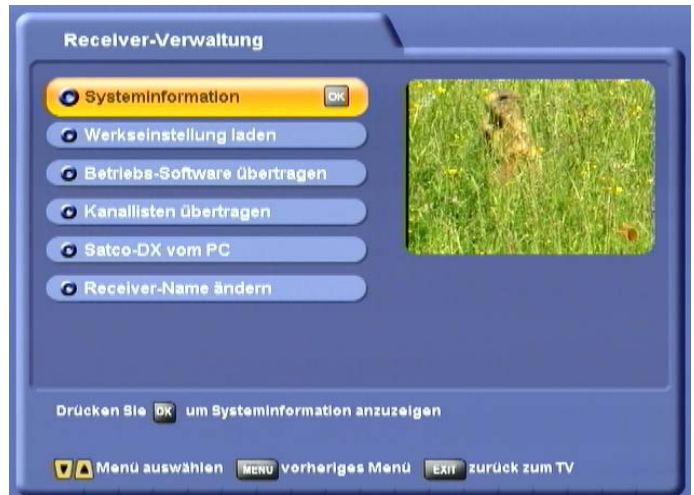 Receiver-Verwaltung
Systeminformation OK
Werkseinstellung laden
Betriebs-Software übertragen
Kanallisten übertragen
Satco-DX vom PC
Receiver-Name ändern
Drücken Sie OK um Systeminformation anzuzeigen
Menü auswählen MENU vorheriges Menü EXIT zurück zum TV